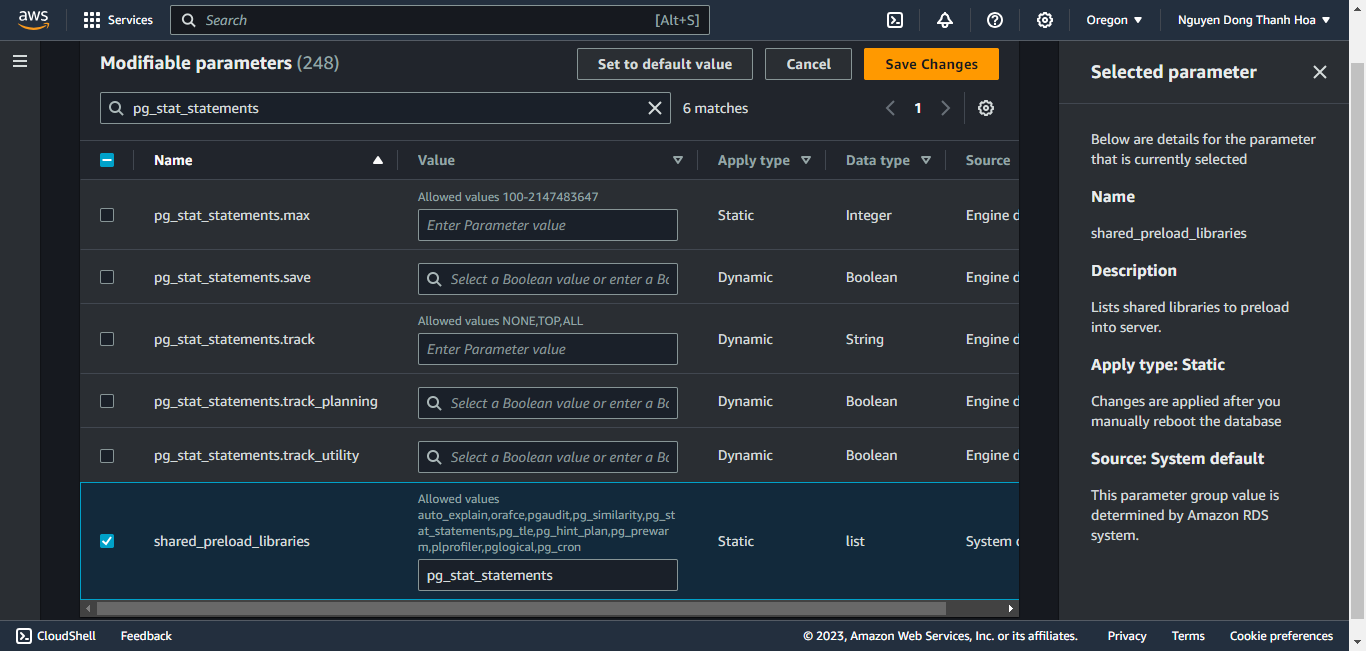 aws
Services
Search
[Alt+S]
Oregon
Nguyen Dong Thanh Hoa
Modifiable parameters (248)
Set to default value
Cancel
Save Changes
pg_stat_statements
6 matches
1
Name
Value
Apply type
Data type
Source
pg_stat_statements.max
Allowed values 100-2147483647
Enter Parameter value
Static
Integer
Engine d
pg_stat_statements.save
Select a Boolean value or enter a Bo
Dynamic
Boolean
Engine d
pg_stat_statements.track
Allowed values NONE,TOP,ALL
Enter Parameter value
Dynamic
String
Engine d
pg_stat_statements.track_planning
Select a Boolean value or enter a Bo
Dynamic
Boolean
Engine d
pg_stat_statements.track_utility
Select a Boolean value or enter a Bo
Dynamic
Boolean
Engine d
shared_preload_libraries
Allowed values
auto_explain,orafce,pgaudit,pg_similarity,pg_st
at_statements,pg_tle,pg_hint_plan,pg_prewar
m,plprofiler,pglogical,pg_cron
pg_stat_statements
Static
list
System d
Selected parameter
Below are details for the parameter
that is currently selected
Name
shared_preload_libraries
Description
Lists shared libraries to preload
into server.
Apply type: Static
Changes are applied after you
manually reboot the database
Source: System default
This parameter group value is
determined by Amazon RDS
system.
CloudShell
Feedback
© 2023, Amazon Web Services, Inc. or its affiliates.
Privacy
Terms
Cookie preferences